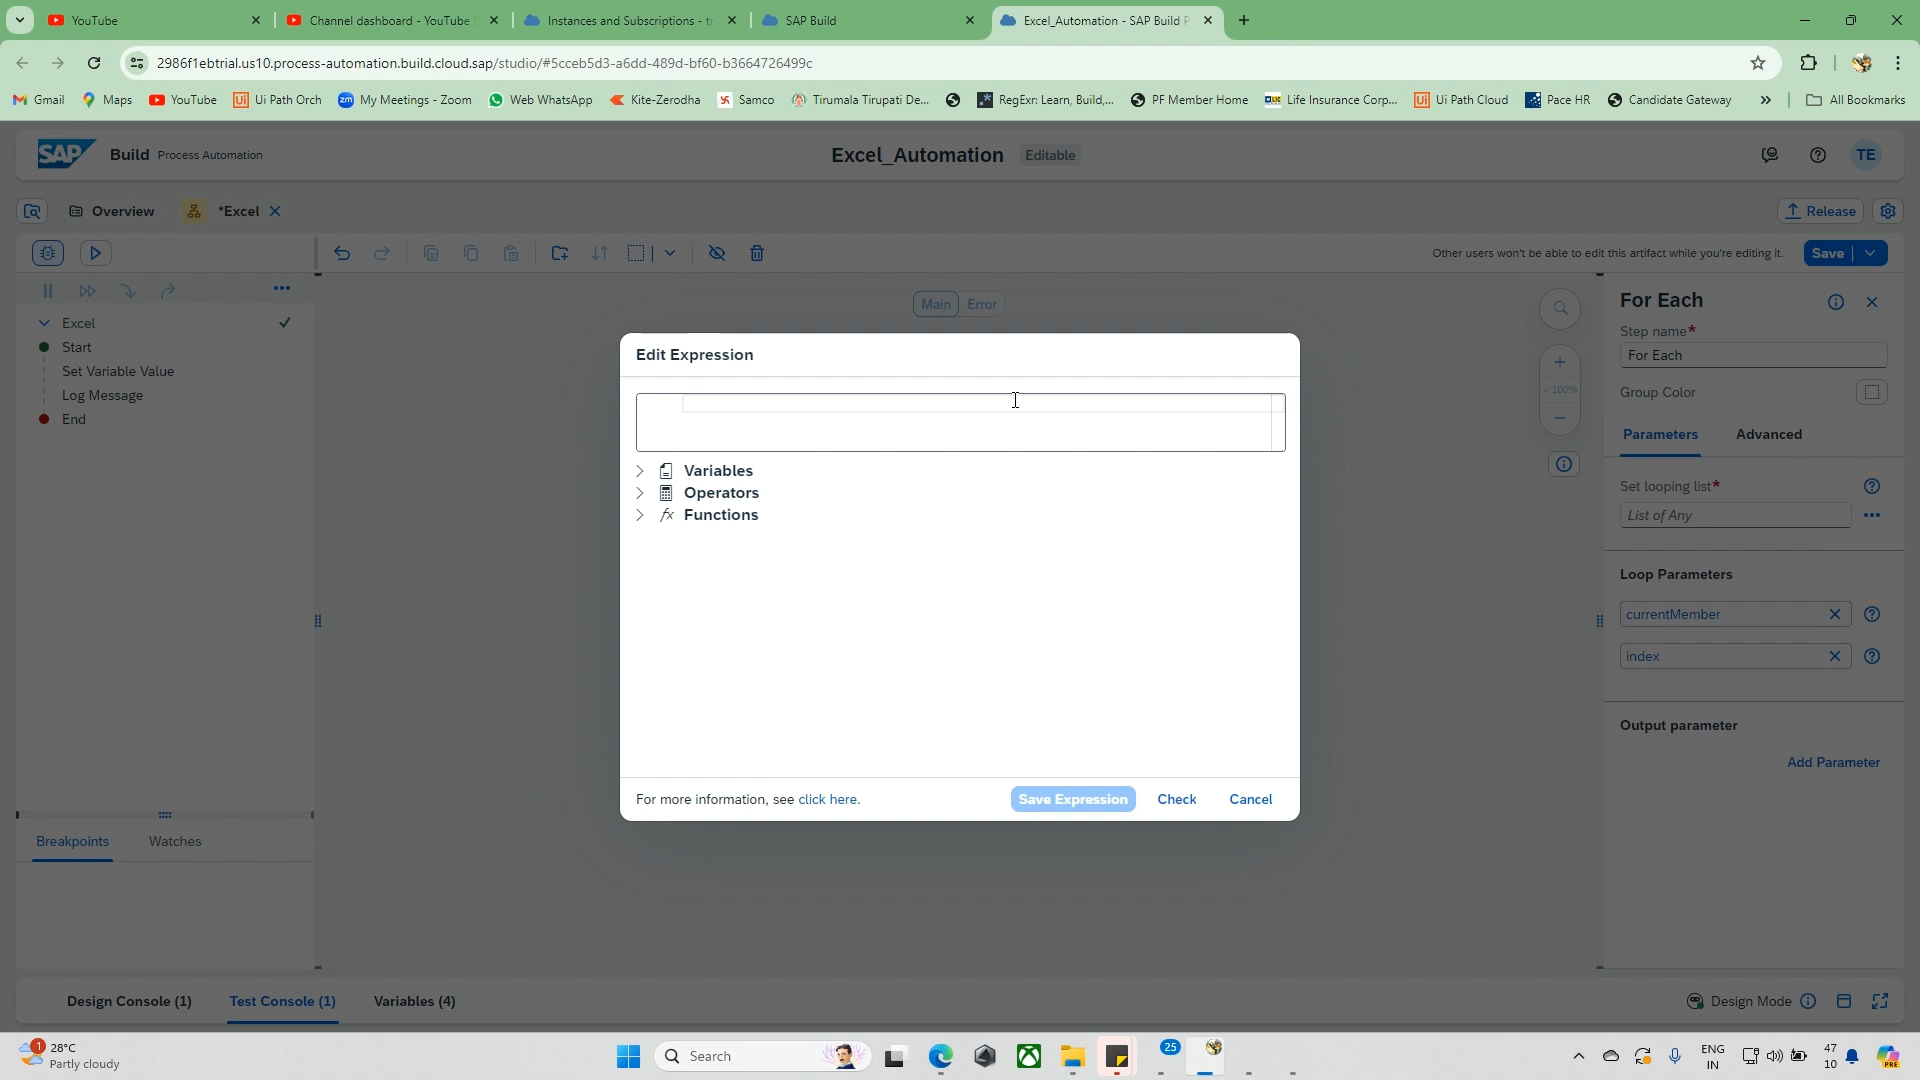 YouTube
Channel dashboard - YouTube S
Instances and Subscriptions - tr
SAP Build
Excel_Automation - SAP Build P
2986f1ebtrial.us10.process-automation.build.cloud.sap/studio/#5cceb5d3-a6dd-489d-bf60-b3664726499c
Gmail
Maps
YouTube
Ui Path Orch
My Meetings - Zoom
Web WhatsApp
Kite-Zerodha
Samco
Tirumala Tirupati De...
RegExr: Learn, Build,...
PF Member Home
Life Insurance Corp...
Ui Path Cloud
Pace HR
Candidate Gateway
All Bookmarks
SAP Build Process Automation
Excel_Automation Editable
TE
Overview
*Excel
Release
Other users won't be able to edit this artifact while you're editing it.
Save
Excel
Start
Set Variable Value
Log Message
End
Main
Error
100%
For Each
Step name*
For Each
Group Color
Parameters
Advanced
Set looping list*
List of Any
Loop Parameters
currentMember
index
Output parameter
Add Parameter
Edit Expression
Variables
Operators
fx Functions
For more information, see click here.
Save Expression
Check
Cancel
Breakpoints
Watches
Design Console (1)
Test Console (1)
Variables (4)
Design Mode
1
28°C
Partly cloudy
Search
25
ENG
IN
47
10
PRE